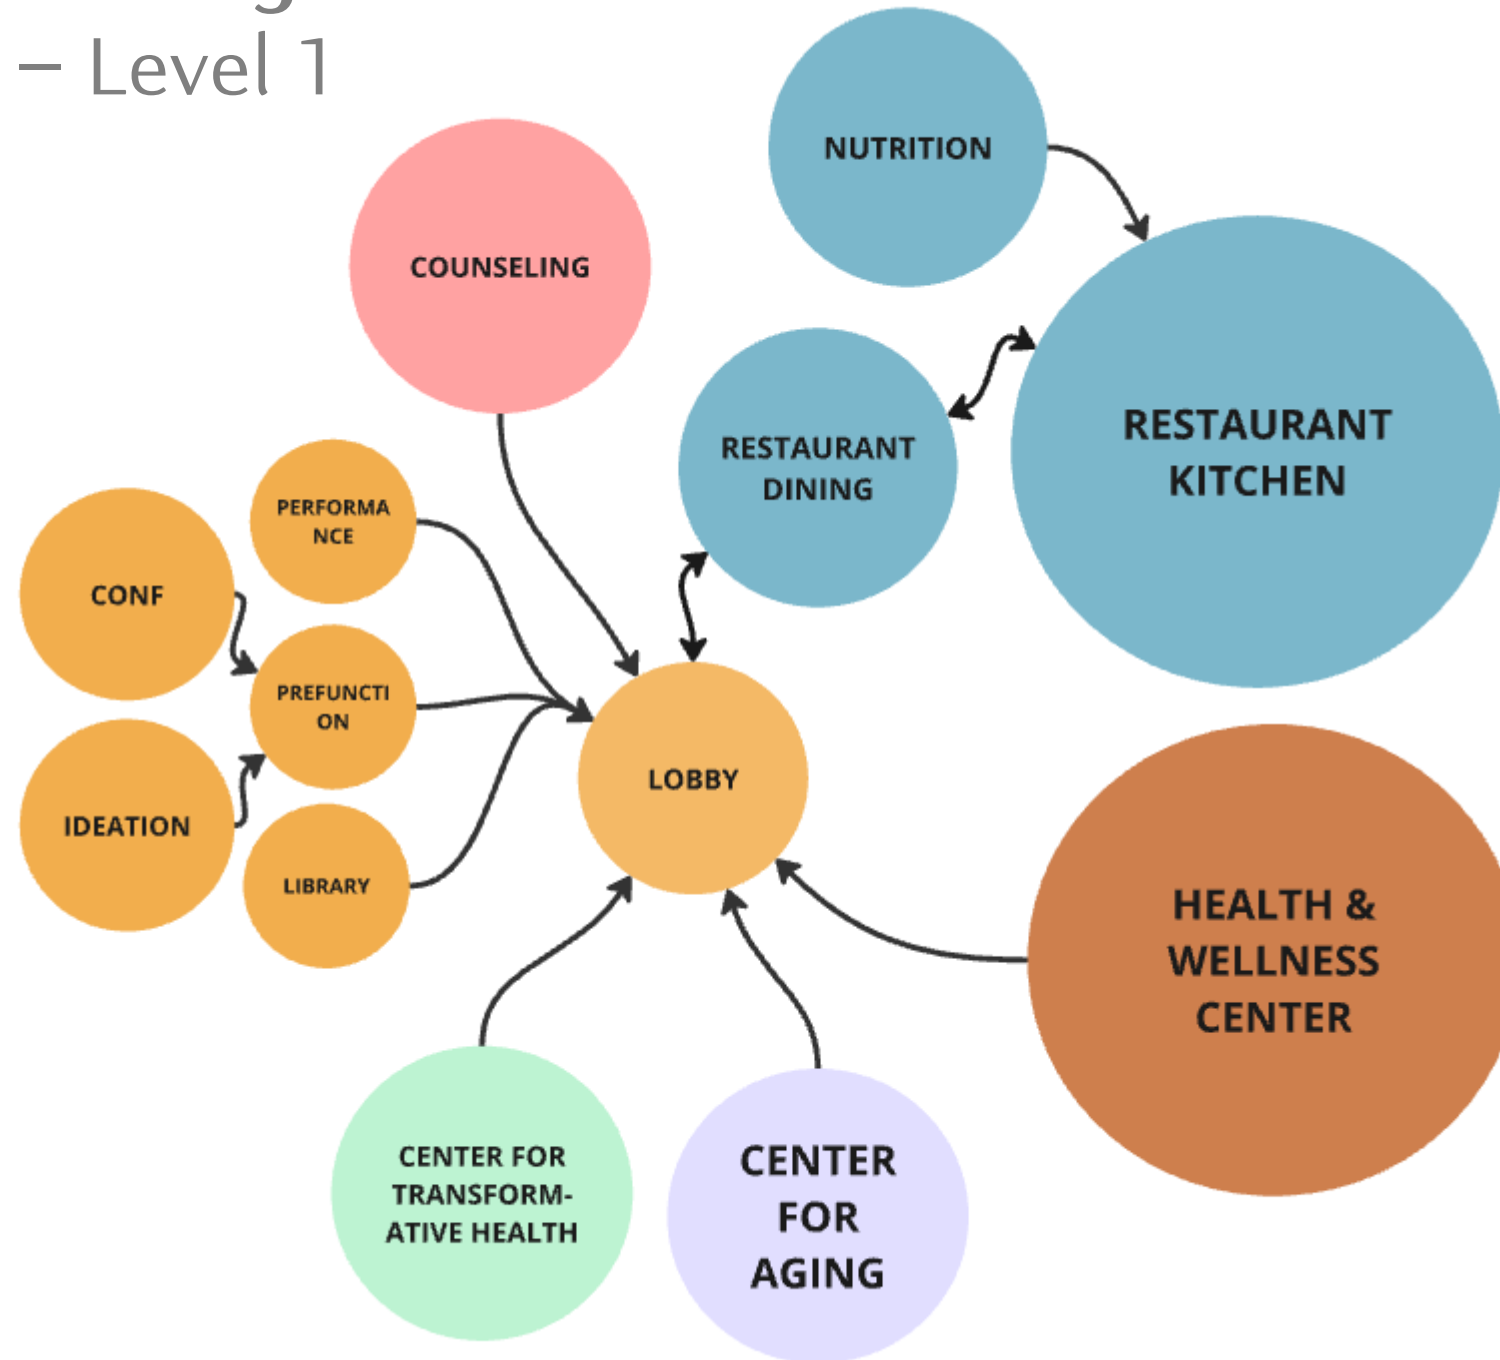 – Level 1
NUTRITION
COUNSELING
RESTAURANT
KITCHEN
RESTAURANT
DINING
PERFORMA
NCE
CONF
PREFUNCTI
ON
LOBBY
IDEATION
LIBRARY
HEALTH &
WELLNESS
CENTER
CENTER FOR
TRANSFORM-
ATIVE HEALTH
CENTER
FOR
AGING